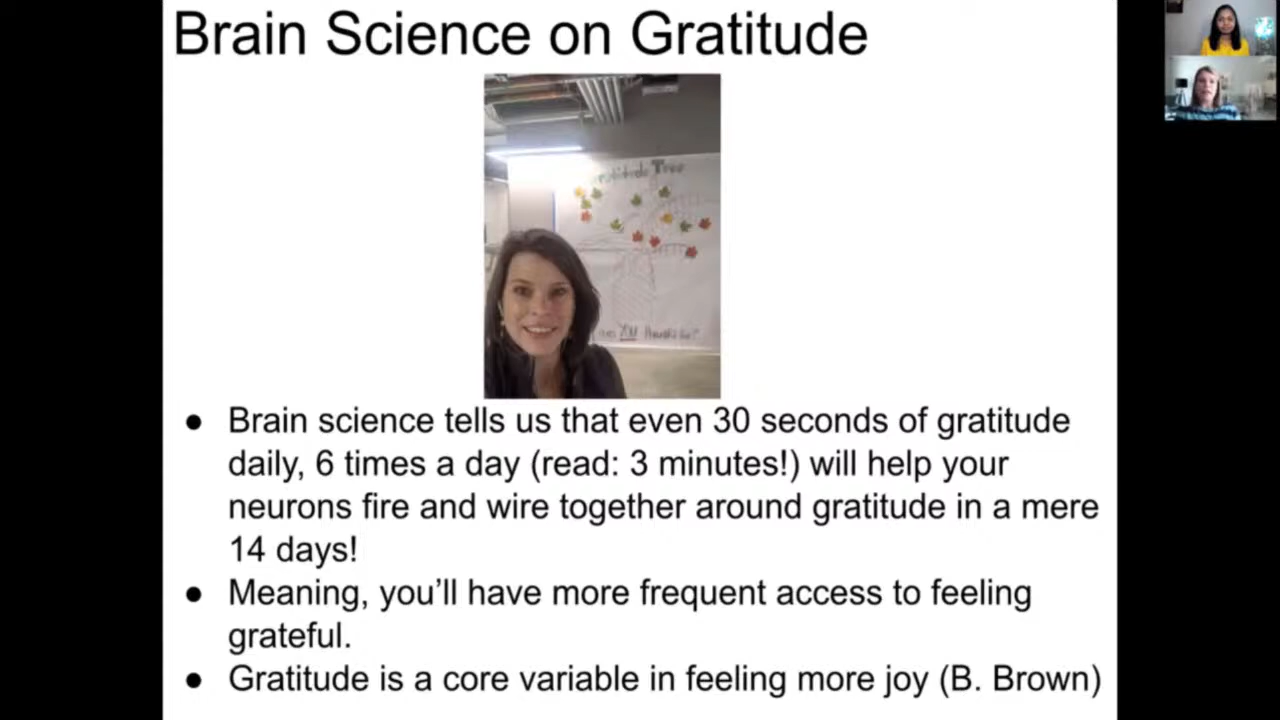 Brain Science on Gratitude
Gratitude Tree
YOU
● Brain science tells us that even 30 seconds of gratitude
daily, 6 times a day (read: 3 minutes!) will help your
neurons fire and wire together around gratitude in a mere
14 days!
● Meaning, you’ll have more frequent access to feeling
grateful.
● Gratitude is a core variable in feeling more joy (B. Brown)